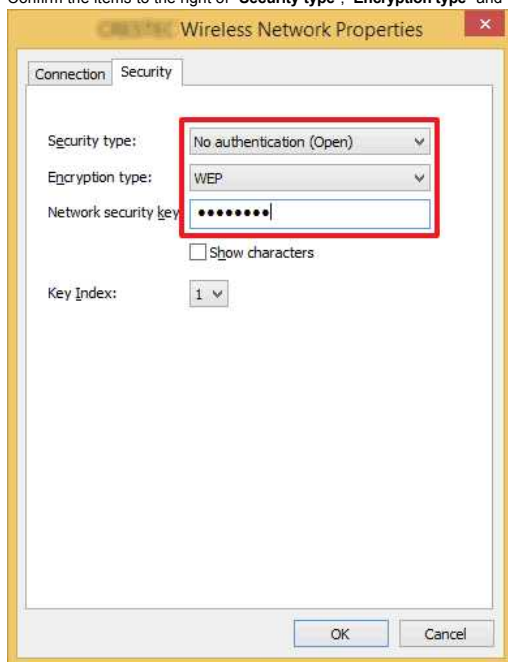 Confirm the items to the right of "Security type", "Encryption type" and
Wireless Network Properties
Connection Security
Security type: No authentication (Open)
Encryption type: WEP
Network security key ●●●●●●●●
Show characters
Key Index: 1
OK Cancel